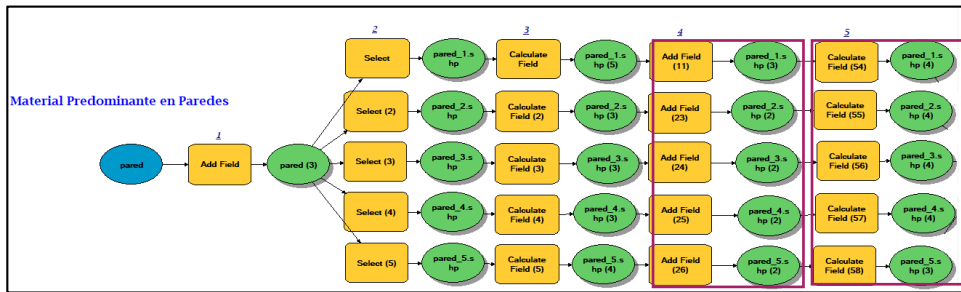 2
3
4
5
Select
pared_1.s
hp
Calculate
Field
pared_1.s
hp (5)
Add Field
(11)
pared_1.s
hp (3)
Calculate
Field (54)
pared_1.s
hp (4)
Material Predominante en Paredes
Select (2)
pared_2.s
hp
Calculate
Field (2)
pared_2.s
hp (3)
Add Field
(23)
pared_2.s
hp (2)
Calculate
Field (55)
pared_2.s
hp (4)
1
pared
Add Field
pared (3)
Select (3)
pared_3.s
hp
Calculate
Field (3)
pared_3.s
hp (3)
Add Field
(24)
pared_3.s
hp (2)
Calculate
Field (56)
pared_3.s
hp (4)
Select (4)
pared_4.s
hp
Calculate
Field (4)
pared_4.s
hp (3)
Add Field
(25)
pared_4.s
hp (2)
Calculate
Field (57)
pared_4.s
hp (4)
Select (5)
pared_5.s
hp
Calculate
Field (5)
pared_5.s
hp (4)
Add Field
(26)
pared_5.s
hp (2)
Calculate
Field (58)
pared_5.s
hp (3)